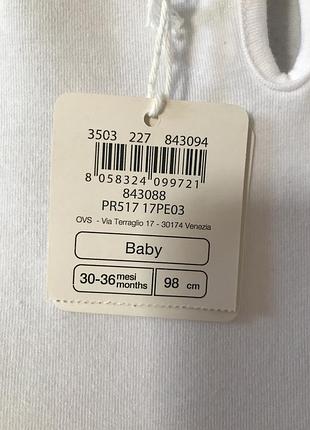 3503 227 843094
8 058324 099721
843088
PR517 17PE03
OVS - Via Terraglio 17 - 30174 Venezia
Baby
30-36 mesi months 98 cm